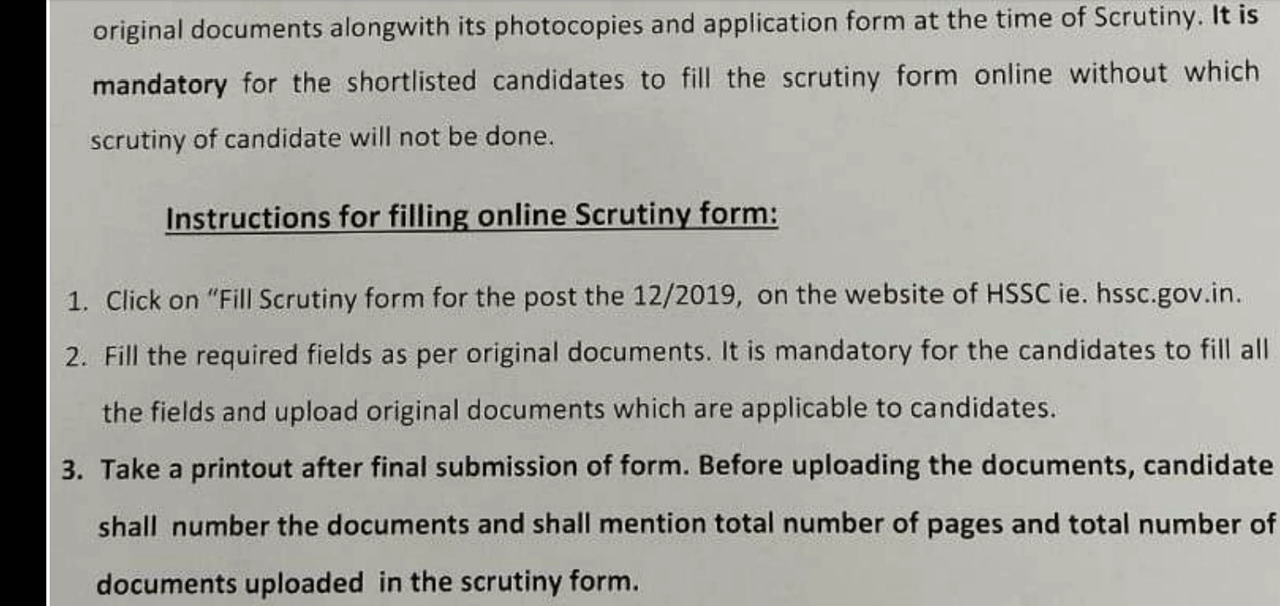 original documents alongwith its photocopies and application form at the time of Scrutiny. It is
mandatory for the shortlisted candidates to fill the scrutiny form online without which
scrutiny of candidate will not be done.
Instructions for filling online Scrutiny form:
1. Click on “Fill Scrutiny form for the post the 12/2019, on the website of HSSC ie. hssc.gov.in.
2. Fill the required fields as per original documents. It is mandatory for the candidates to fill all
the fields and upload original documents which are applicable to candidates.
3. Take a printout after final submission of form. Before uploading the documents, candidate
shall number the documents and shall mention total number of pages and total number of
documents uploaded in the scrutiny form.